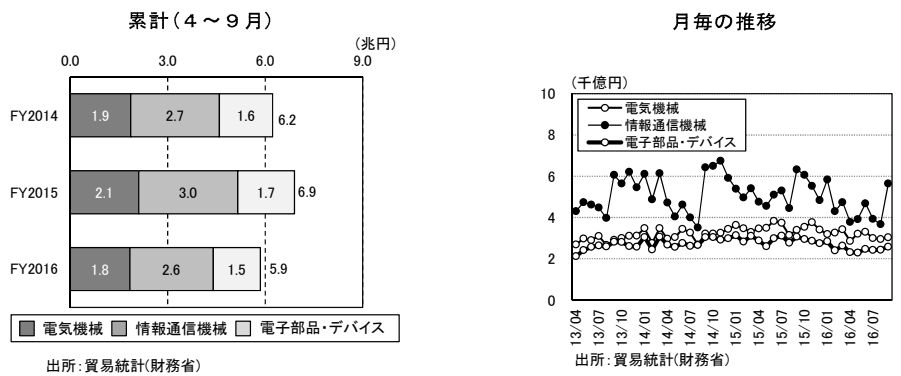 累計(4～9月)
(兆円)
0.0 3.0 6.0 9.0
FY2014 1.9 2.7 1.6 6.2
FY2015 2.1 3.0 1.7 6.9
FY2016 1.8 2.6 1.5 5.9
電気機械 情報通信機械 電子部品・デバイス
出所：貿易統計(財務省)
月毎の推移
(千億円)
10
8
6
4
2
0
電気機械
情報通信機械
電子部品・デバイス
13/04 13/07 13/10 14/01 14/04 14/07 14/10 15/01 15/04 15/07 15/10 16/01 16/04 16/07
出所：貿易統計(財務省)